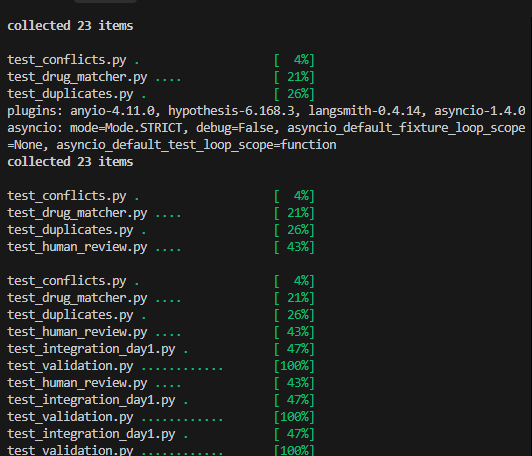 collected 23 items
test_conflicts.py . [  4%]
test_drug_matcher.py .... [ 21%]
test_duplicates.py . [ 26%]
plugins: anyio-4.11.0, hypothesis-6.168.3, langsmith-0.4.14, asyncio-1.4.0
asyncio: mode=Mode.STRICT, debug=False, asyncio_default_fixture_loop_scope
=None, asyncio_default_test_loop_scope=function
collected 23 items
test_conflicts.py . [  4%]
test_drug_matcher.py .... [ 21%]
test_duplicates.py . [ 26%]
test_human_review.py .... [ 43%]
test_conflicts.py . [  4%]
test_drug_matcher.py .... [ 21%]
test_duplicates.py . [ 26%]
test_human_review.py .... [ 43%]
test_integration_day1.py . [ 47%]
test_validation.py ............ [100%]
test_human_review.py .... [ 43%]
test_integration_day1.py . [ 47%]
test_validation.py ............ [100%]
test_integration_day1.py . [ 47%]
test_validation.py ............ [100%]